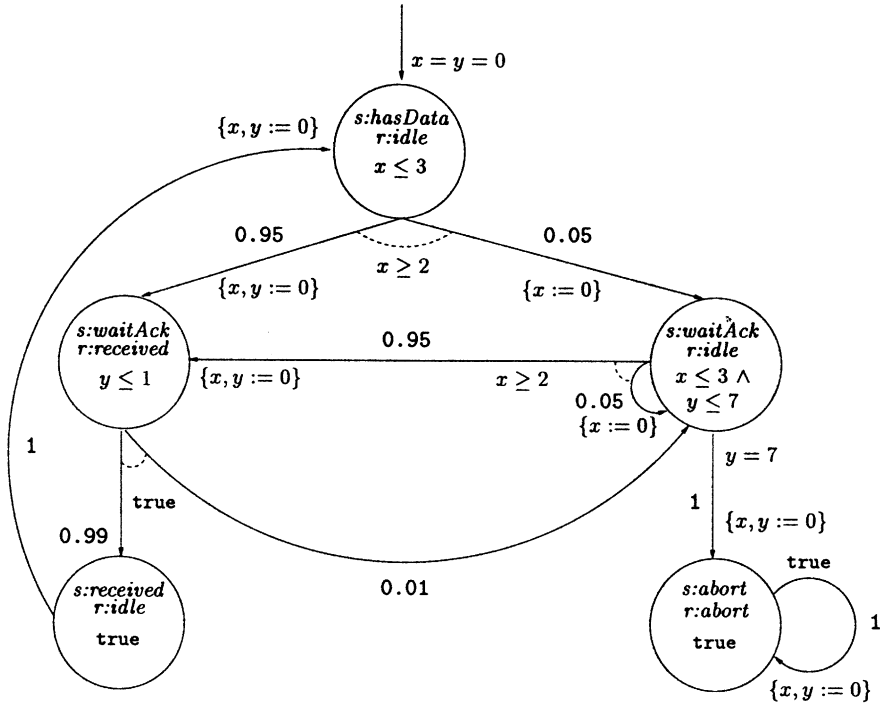 x = y = 0
{x, y := 0}
s:hasData
r:idle
x ≤ 3
0.95
0.05
x ≥ 2
{x, y := 0}
{x := 0}
s:waitAck
r:received
y ≤ 1
0.95
{x, y := 0}
x ≥ 2
s:waitAck
r:idle
x ≤ 3 ∧
y ≤ 7
0.05
{x := 0}
1
true
y = 7
1
{x, y := 0}
0.99
0.01
s:received
r:idle
true
s:abort
r:abort
true
true
1
{x, y := 0}